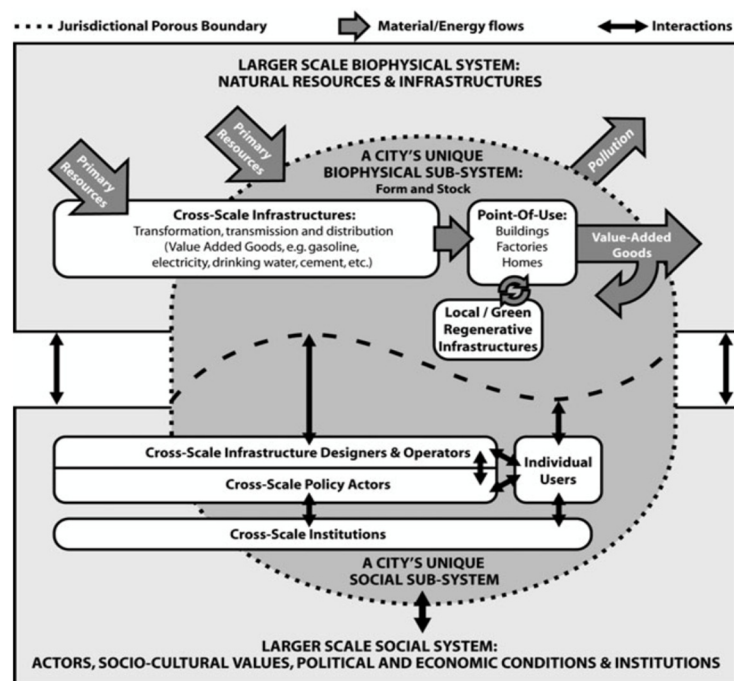 Jurisdictional Porous Boundary
Material/Energy flows
Interactions
LARGER SCALE BIOPHYSICAL SYSTEM:
NATURAL RESOURCES & INFRASTRUCTURES
Primary
Resources
Primary
Resources
Pollution
A CITY'S UNIQUE
BIOPHYSICAL SUB-SYSTEM:
Form and Stock
Cross-Scale Infrastructures:
Transformation, transmission and distribution
(Value Added Goods, e.g. gasoline,
electricity, drinking water, cement, etc.)
Point-Of-Use:
Buildings
Factories
Homes
Value-Added
Goods
Local / Green
Regenerative
Infrastructures
Cross-Scale Infrastructure Designers & Operators
Cross-Scale Policy Actors
Individual
Users
Cross-Scale Institutions
A CITY'S UNIQUE
SOCIAL SUB-SYSTEM
LARGER SCALE SOCIAL SYSTEM:
ACTORS, SOCIO-CULTURAL VALUES, POLITICAL AND ECONOMIC CONDITIONS & INSTITUTIONS